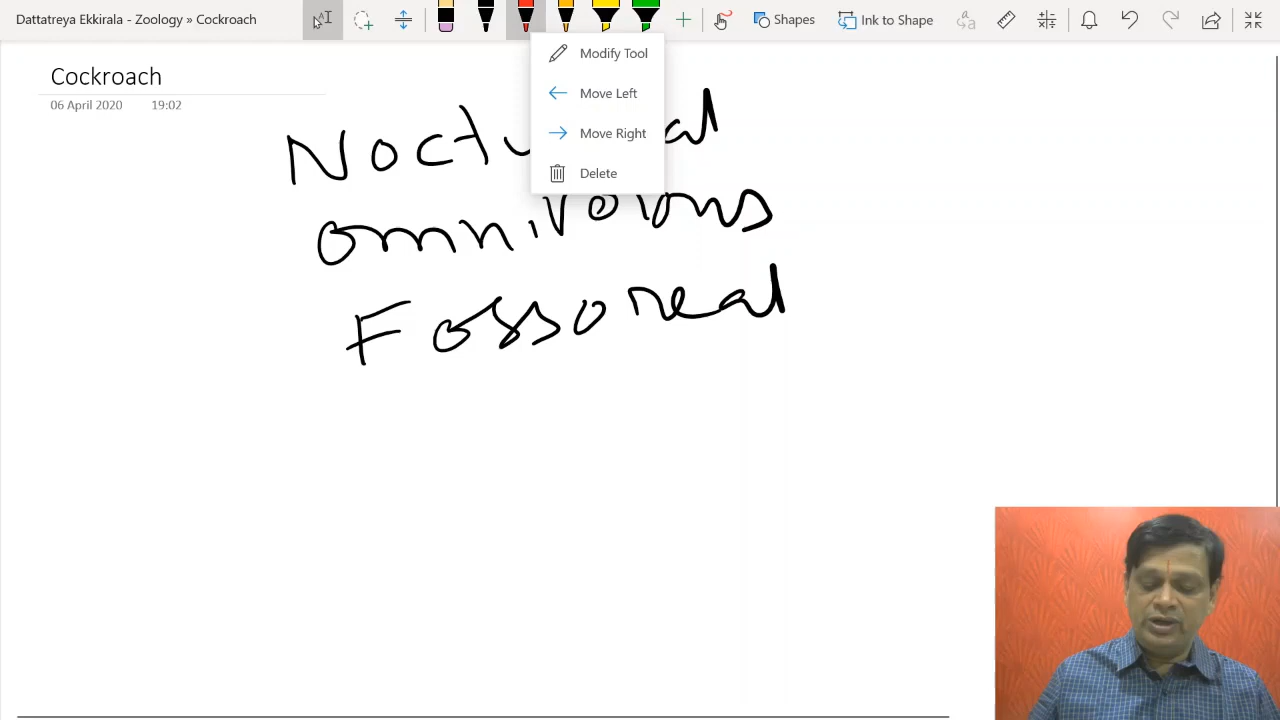 Dattatreya Ekkirala - Zoology » Cockroach
Shapes
Ink to Shape
Modify Tool
Move Left
Move Right
Delete
Cockroach
06 April 2020 19:02
omnivorous
Fossoreal